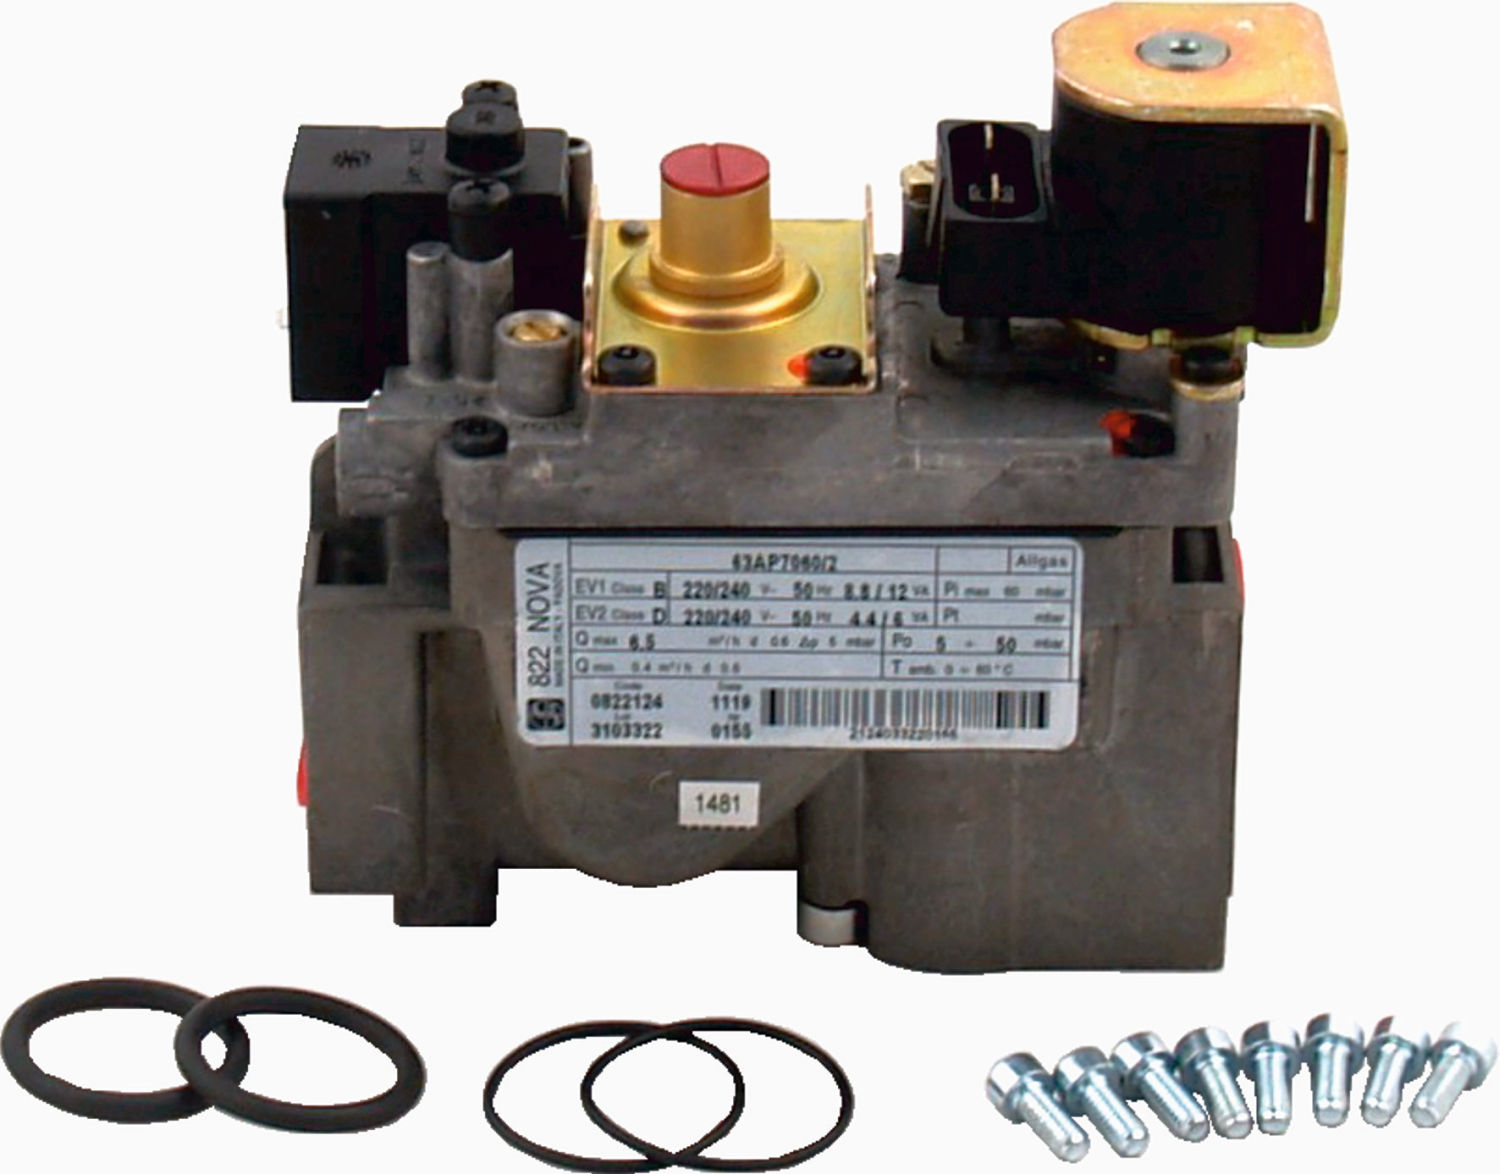 63AP7060/2 Allgas
EV1 Class B 220/240 V~ 50 Hz 8.8 / 12 VA Pi max 60 mbar
EV2 Class D 220/240 V~ 50 Hz 4.4 / 6 VA Pt mbar
Q max 6.5 m³/h d 0.6 Δp 5 mbar Po 5 ÷ 50 mbar
Q min 0.4 m³/h d 0.6 T amb. 0 ÷ 60°C
822 NOVA
MADE IN ITALY - PADOVA
Code Date
0822124 1119
3103322 0155
1481